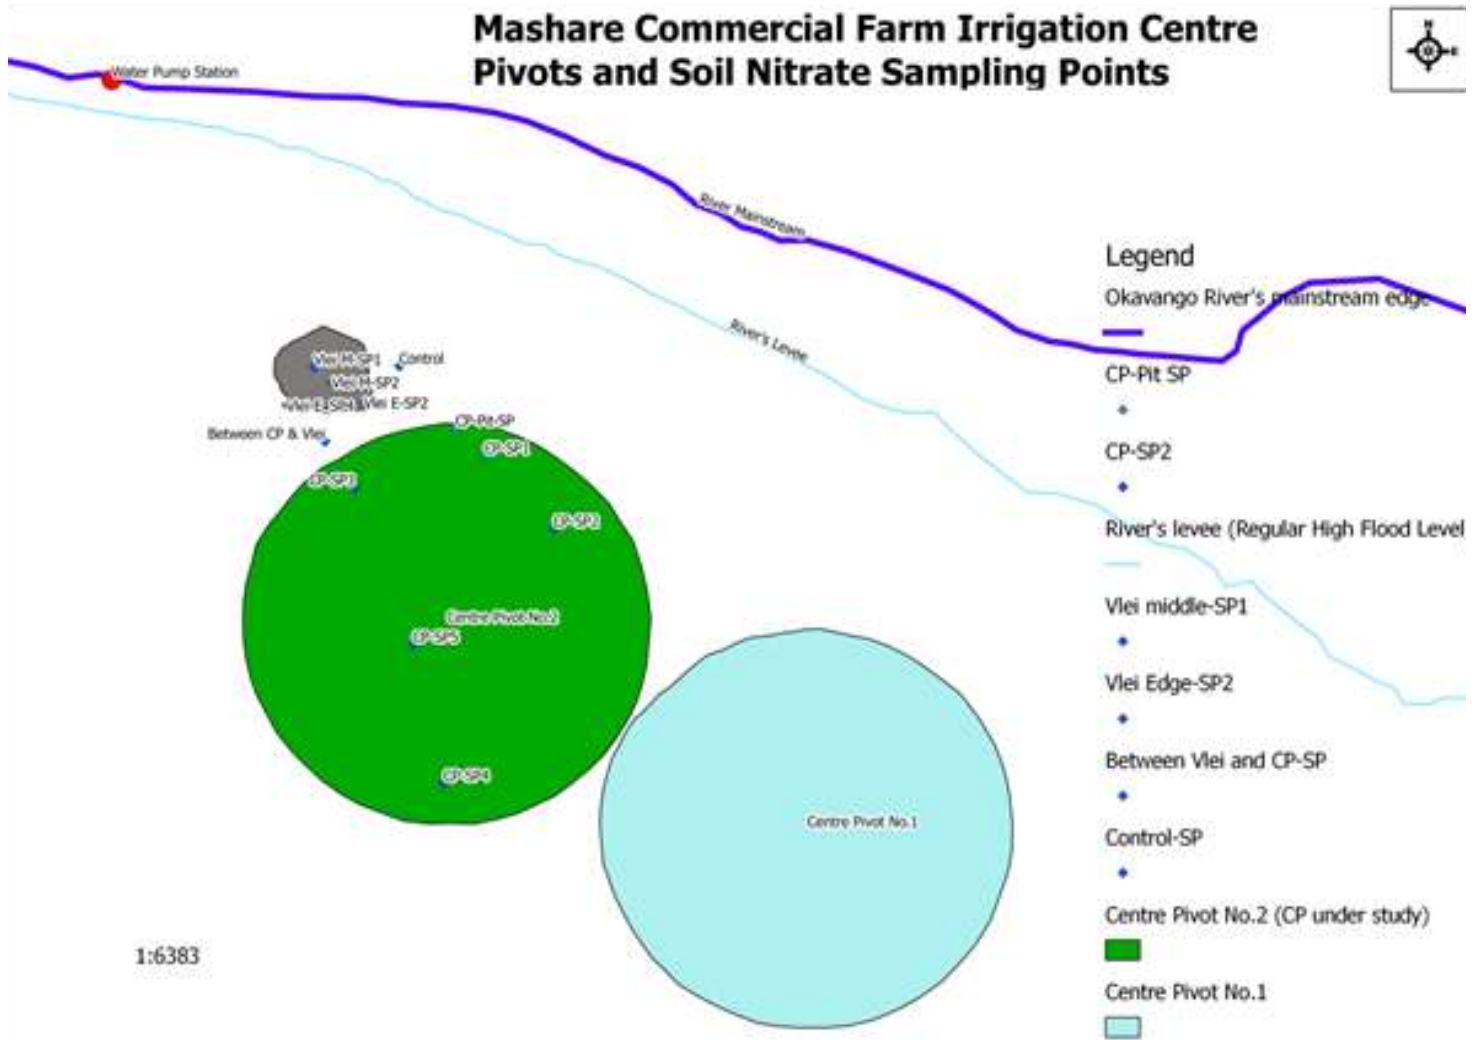 Mashare Commercial Farm Irrigation Centre
Pivots and Soil Nitrate Sampling Points
N
E
Water Pump Station
River Mainstream
River's Levee
Legend
Okavango River's mainstream edge
CP-Pit SP
CP-SP2
River's levee (Regular High Flood Level
Vlei middle-SP1
Vlei Edge-SP2
Between Vlei and CP-SP
Control-SP
Centre Pivot No.2 (CP under study)
Centre Pivot No.1
Vlei M-SP1
Control
Vlei M-SP2
Vlei E-SP2
Between CP & Vlei
CP-Pit-SP
CP-SP1
CP-SP3
CP-SP2
Centre Pivot No.2
CP-SP5
CP-SP4
Centre Pivot No.1
1:6383